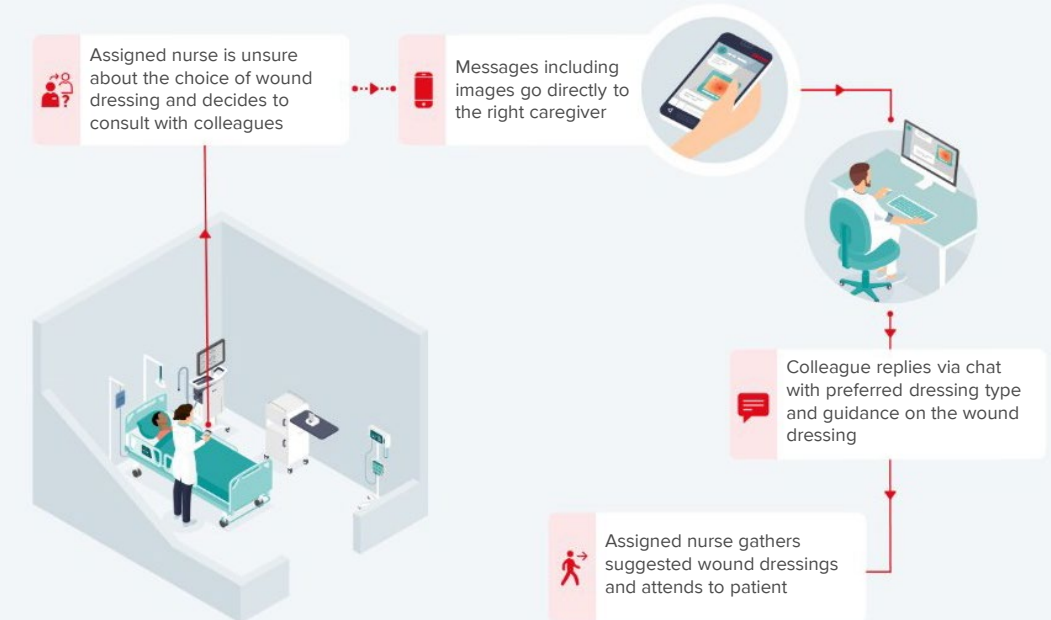 Assigned nurse is unsure
about the choice of wound
dressing and decides to
consult with colleagues
Messages including
images go directly to
the right caregiver
Colleague replies via chat
with preferred dressing type
and guidance on the wound
dressing
Assigned nurse gathers
suggested wound dressings
and attends to patient